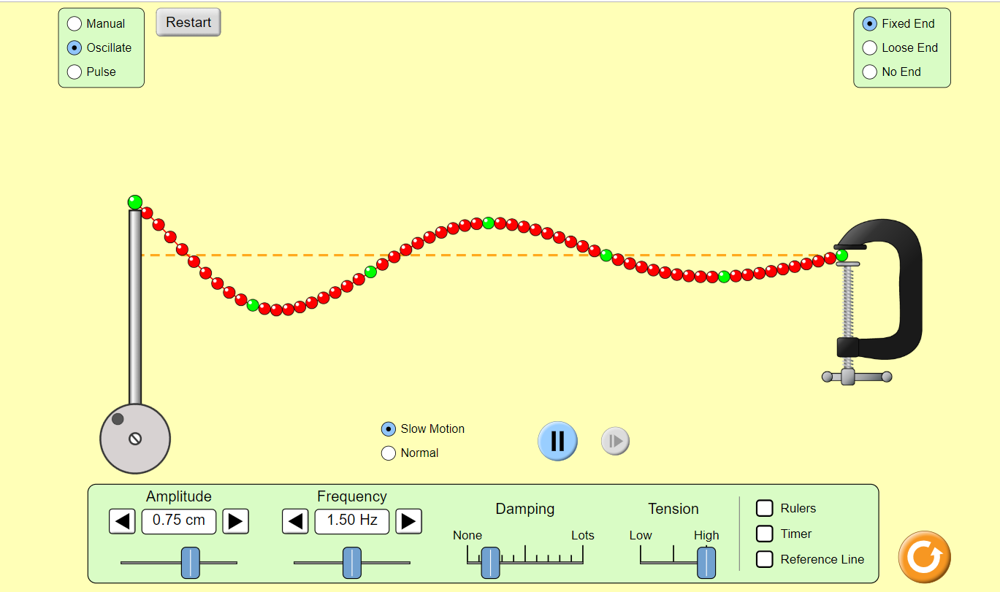 Manual
Oscillate
Pulse
Restart
Fixed End
Loose End
No End
Slow Motion
Normal
Amplitude
0.75 cm
Frequency
1.50 Hz
Damping
None
Lots
Tension
Low
High
Rulers
Timer
Reference Line